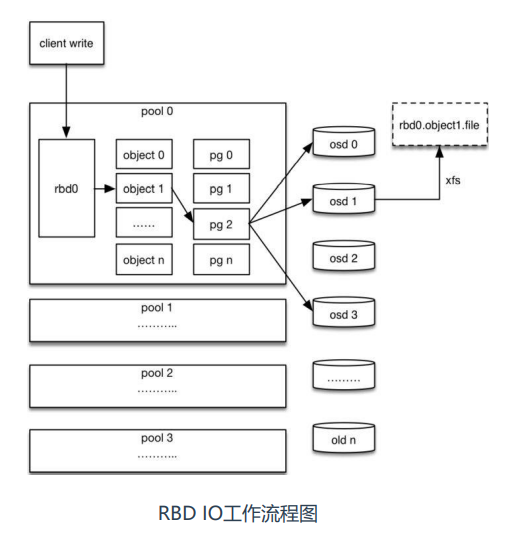 client write
pool 0
rbd0
object 0
object 1
……
object n
pg 0
pg 1
pg 2
pg n
osd 0
osd 1
osd 2
osd 3
………
old n
rbd0.object1.file
xfs
pool 1
………..
pool 2
………..
pool 3
………..
RBD IO工作流程图